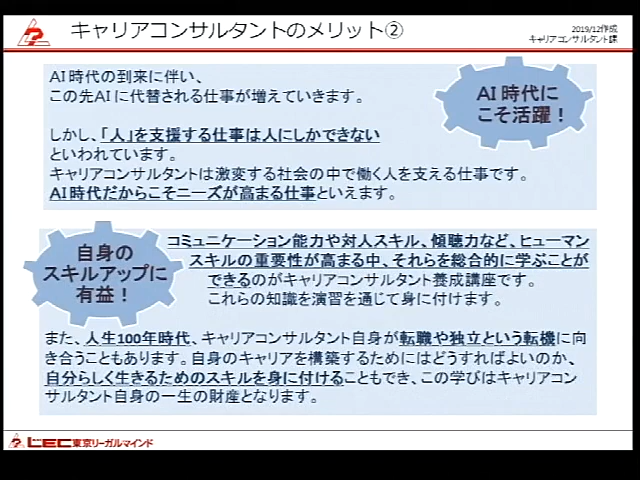 キャリアコンサルタントのメリット②
2019/12作成
キャリアコンサルタント課
AI時代の到来に伴い、
この先AIに代替される仕事が増えていきます。
AI時代に
こそ活躍！
しかし、「人」を支援する仕事は人にしかできない
といわれています。
キャリアコンサルタントは激変する社会の中で働く人を支える仕事です。
AI時代だからこそニーズが高まる仕事といえます。
自身の
スキルアップに
有益！
コミュニケーション能力や対人スキル、傾聴力など、ヒューマン
スキルの重要性が高まる中、それらを総合的に学ぶことが
できるのがキャリアコンサルタント養成講座です。
これらの知識を演習を通じて身に付けます。
また、人生100年時代、キャリアコンサルタント自身が転職や独立という転機に向
き合うこともあります。自身のキャリアを構築するためにはどうすればよいのか、
自分らしく生きるためのスキルを身に付けることもでき、この学びはキャリアコン
サルタント自身の一生の財産となります。
LEC東京リーガルマインド